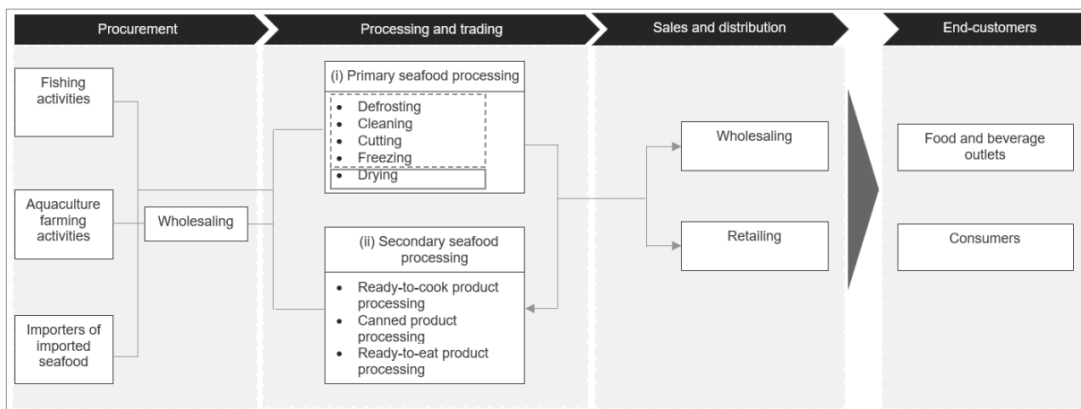 Procurement
Processing and trading
Sales and distribution
End-customers
Fishing
activities
Aquaculture
farming
activities
Importers of
imported
seafood
Wholesaling
(i) Primary seafood processing
• Defrosting
• Cleaning
• Cutting
• Freezing
• Drying
(ii) Secondary seafood
processing
• Ready-to-cook product
processing
• Canned product
processing
• Ready-to-eat product
processing
Wholesaling
Retailing
Food and beverage
outlets
Consumers